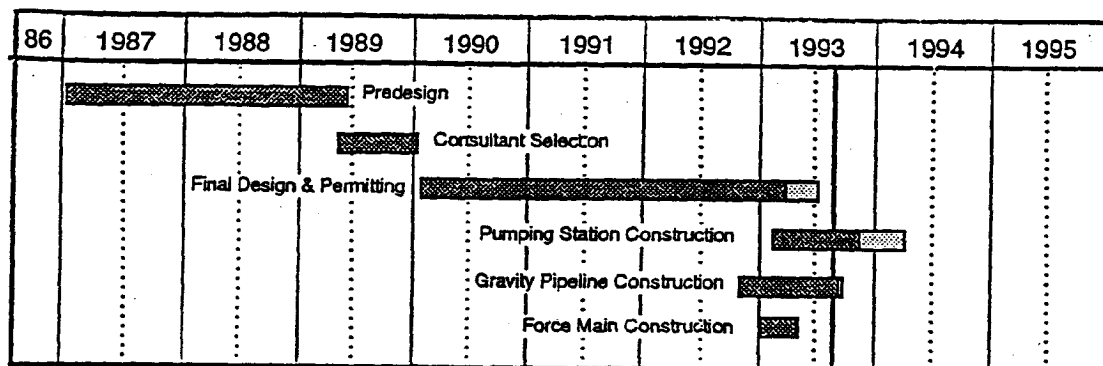 86 1987 1988 1989 1990 1991 1992 1993 1994 1995
Predesign
Consultant Selection
Final Design & Permitting
Pumping Station Construction
Gravity Pipeline Construction
Force Main Construction